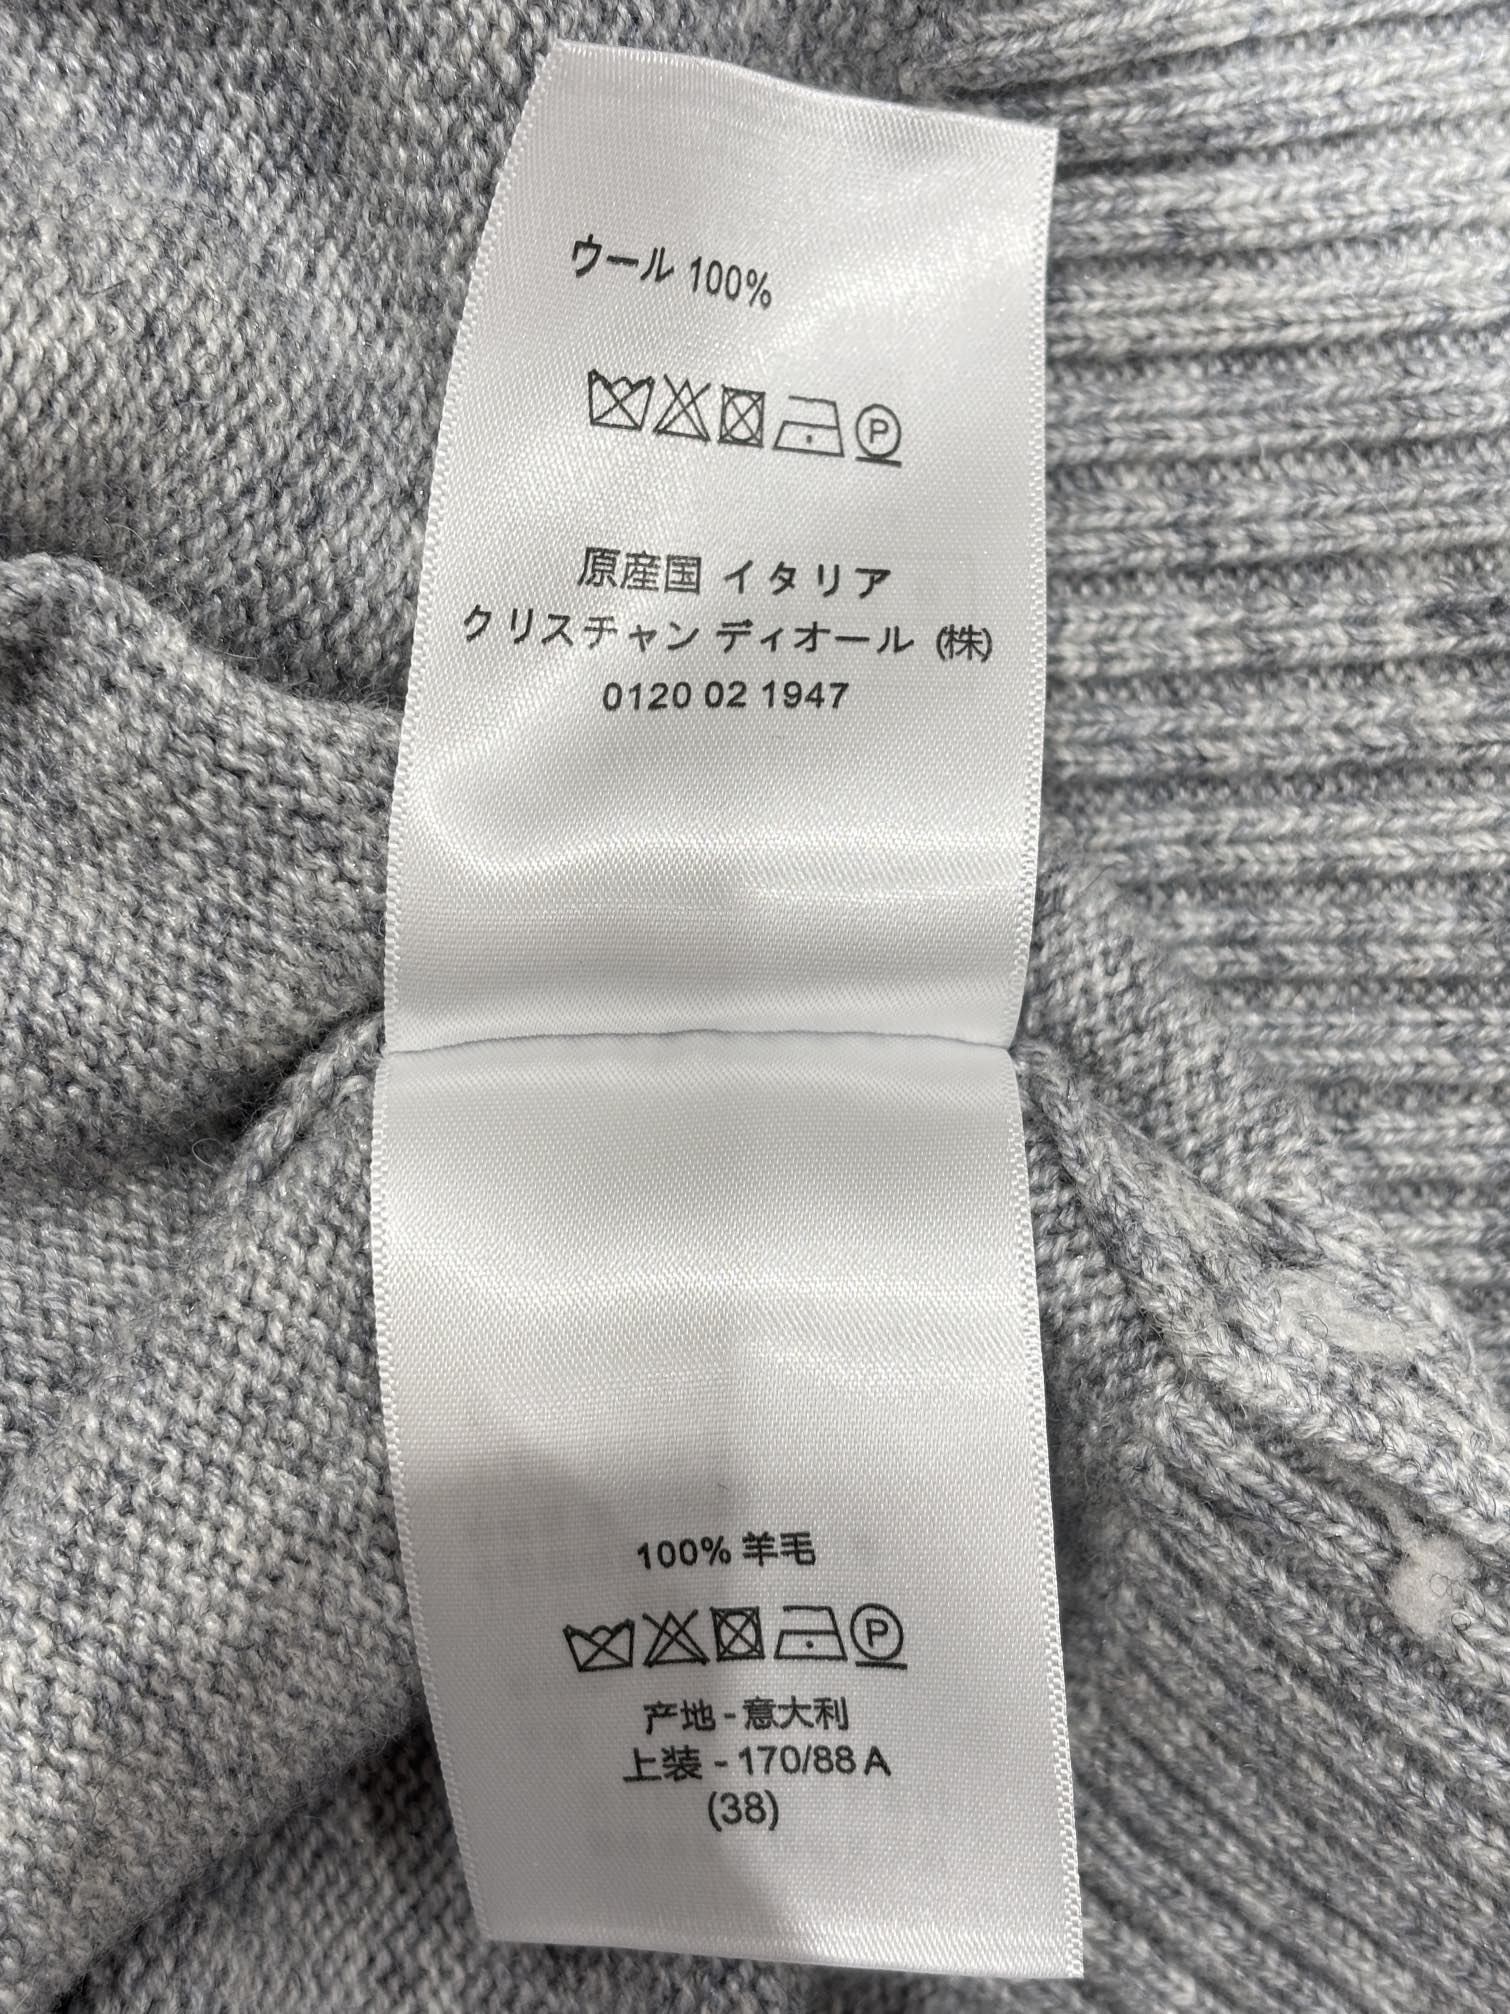 ウール 100%
P
原産国 イタリア
クリスチャン ディオール (株)
0120 02 1947
100% 羊毛
P
产地 - 意大利
上装 - 170/88 A
(38)